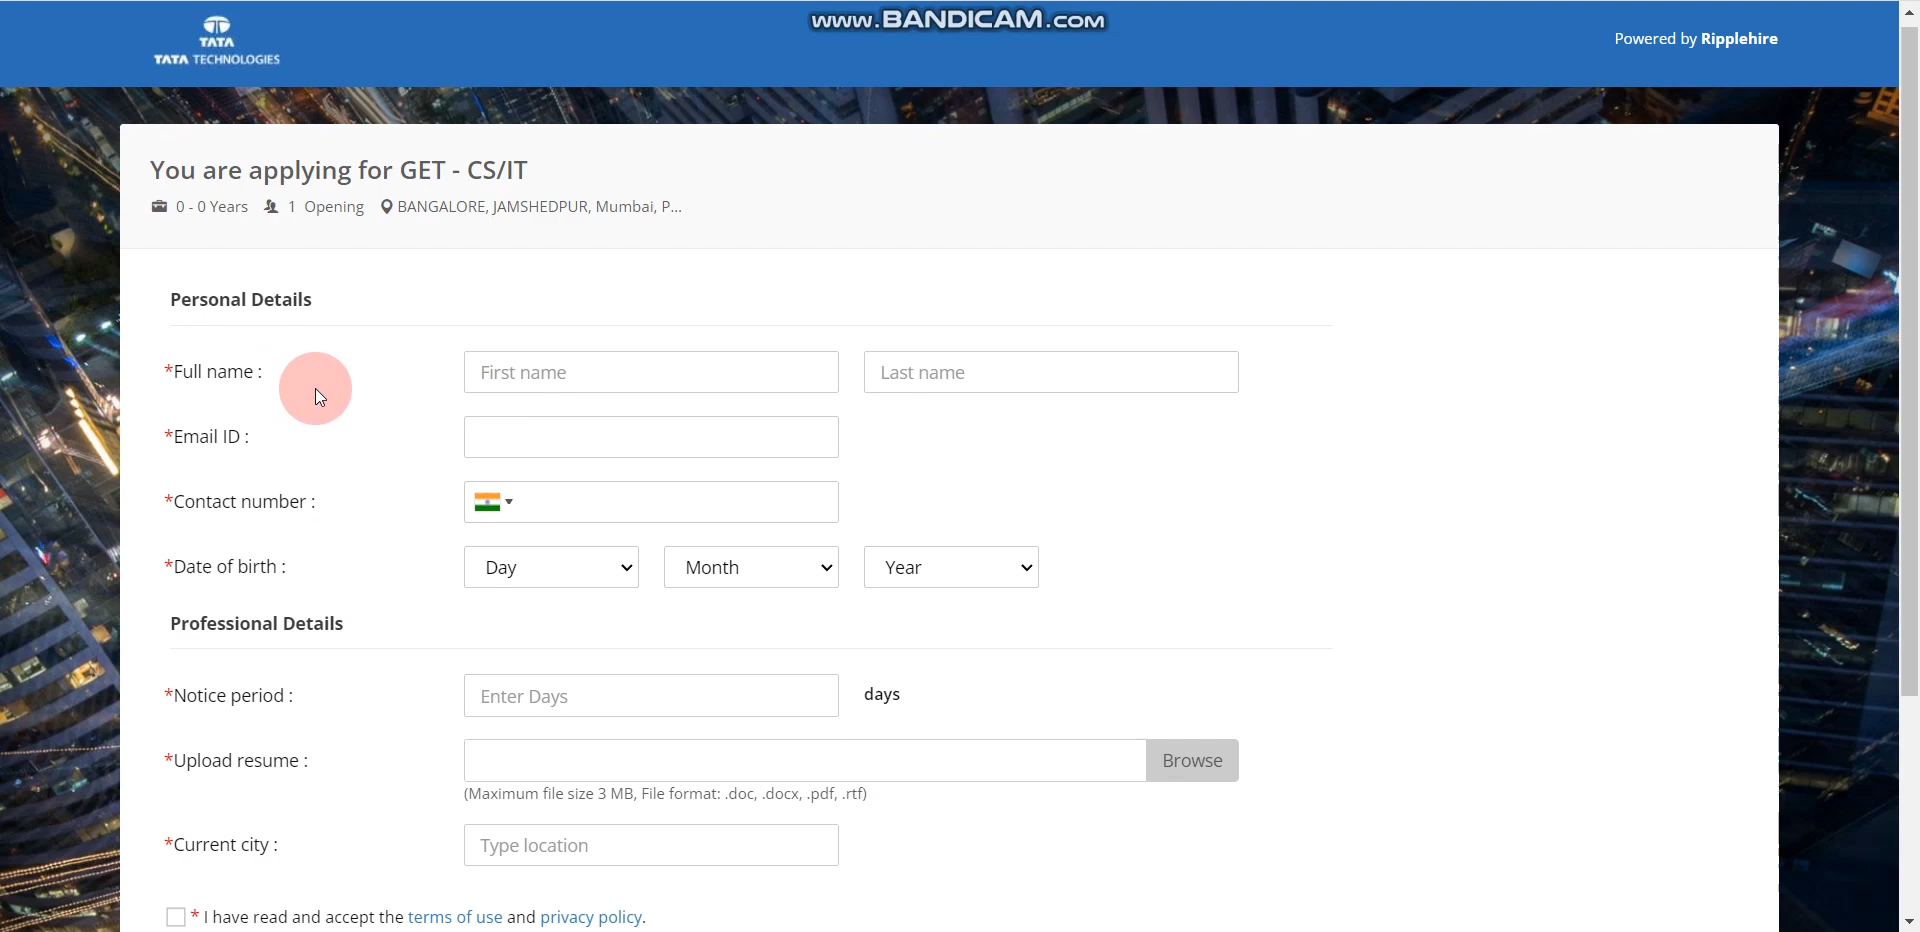 www.BANDICAM.com
TATA
TATA TECHNOLOGIES
Powered by Ripplehire
You are applying for GET - CS/IT
0 - 0 Years 1 Opening BANGALORE, JAMSHEDPUR, Mumbai, P...
Personal Details
*Full name : First name Last name
*Email ID :
*Contact number :
*Date of birth : Day Month Year
Professional Details
*Notice period : Enter Days days
*Upload resume : Browse
(Maximum file size 3 MB, File format: .doc, .docx, .pdf, .rtf)
*Current city : Type location
* I have read and accept the terms of use and privacy policy.